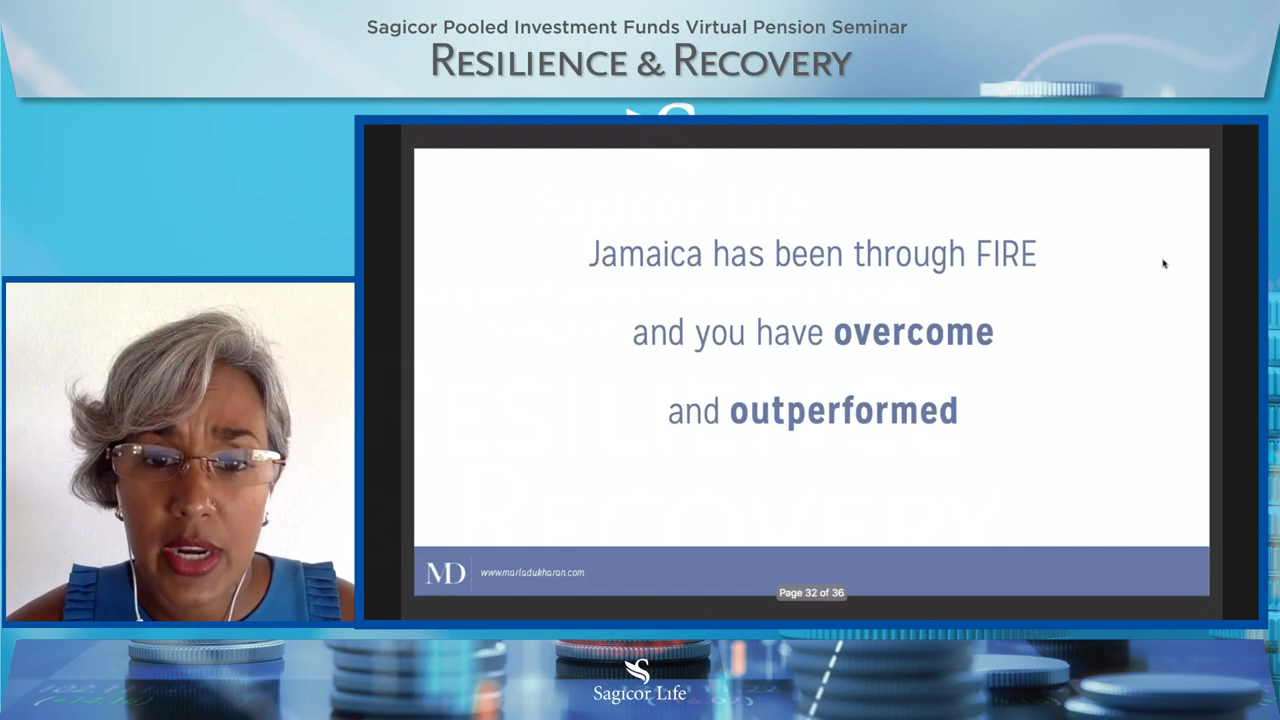 Sagicor Pooled Investment Funds Virtual Pension Seminar
RESILIENCE & RECOVERY
Jamaica has been through FIRE
and you have overcome
and outperformed
MD
www.marladukharan.com
Page 32 of 36
Sagicor Life